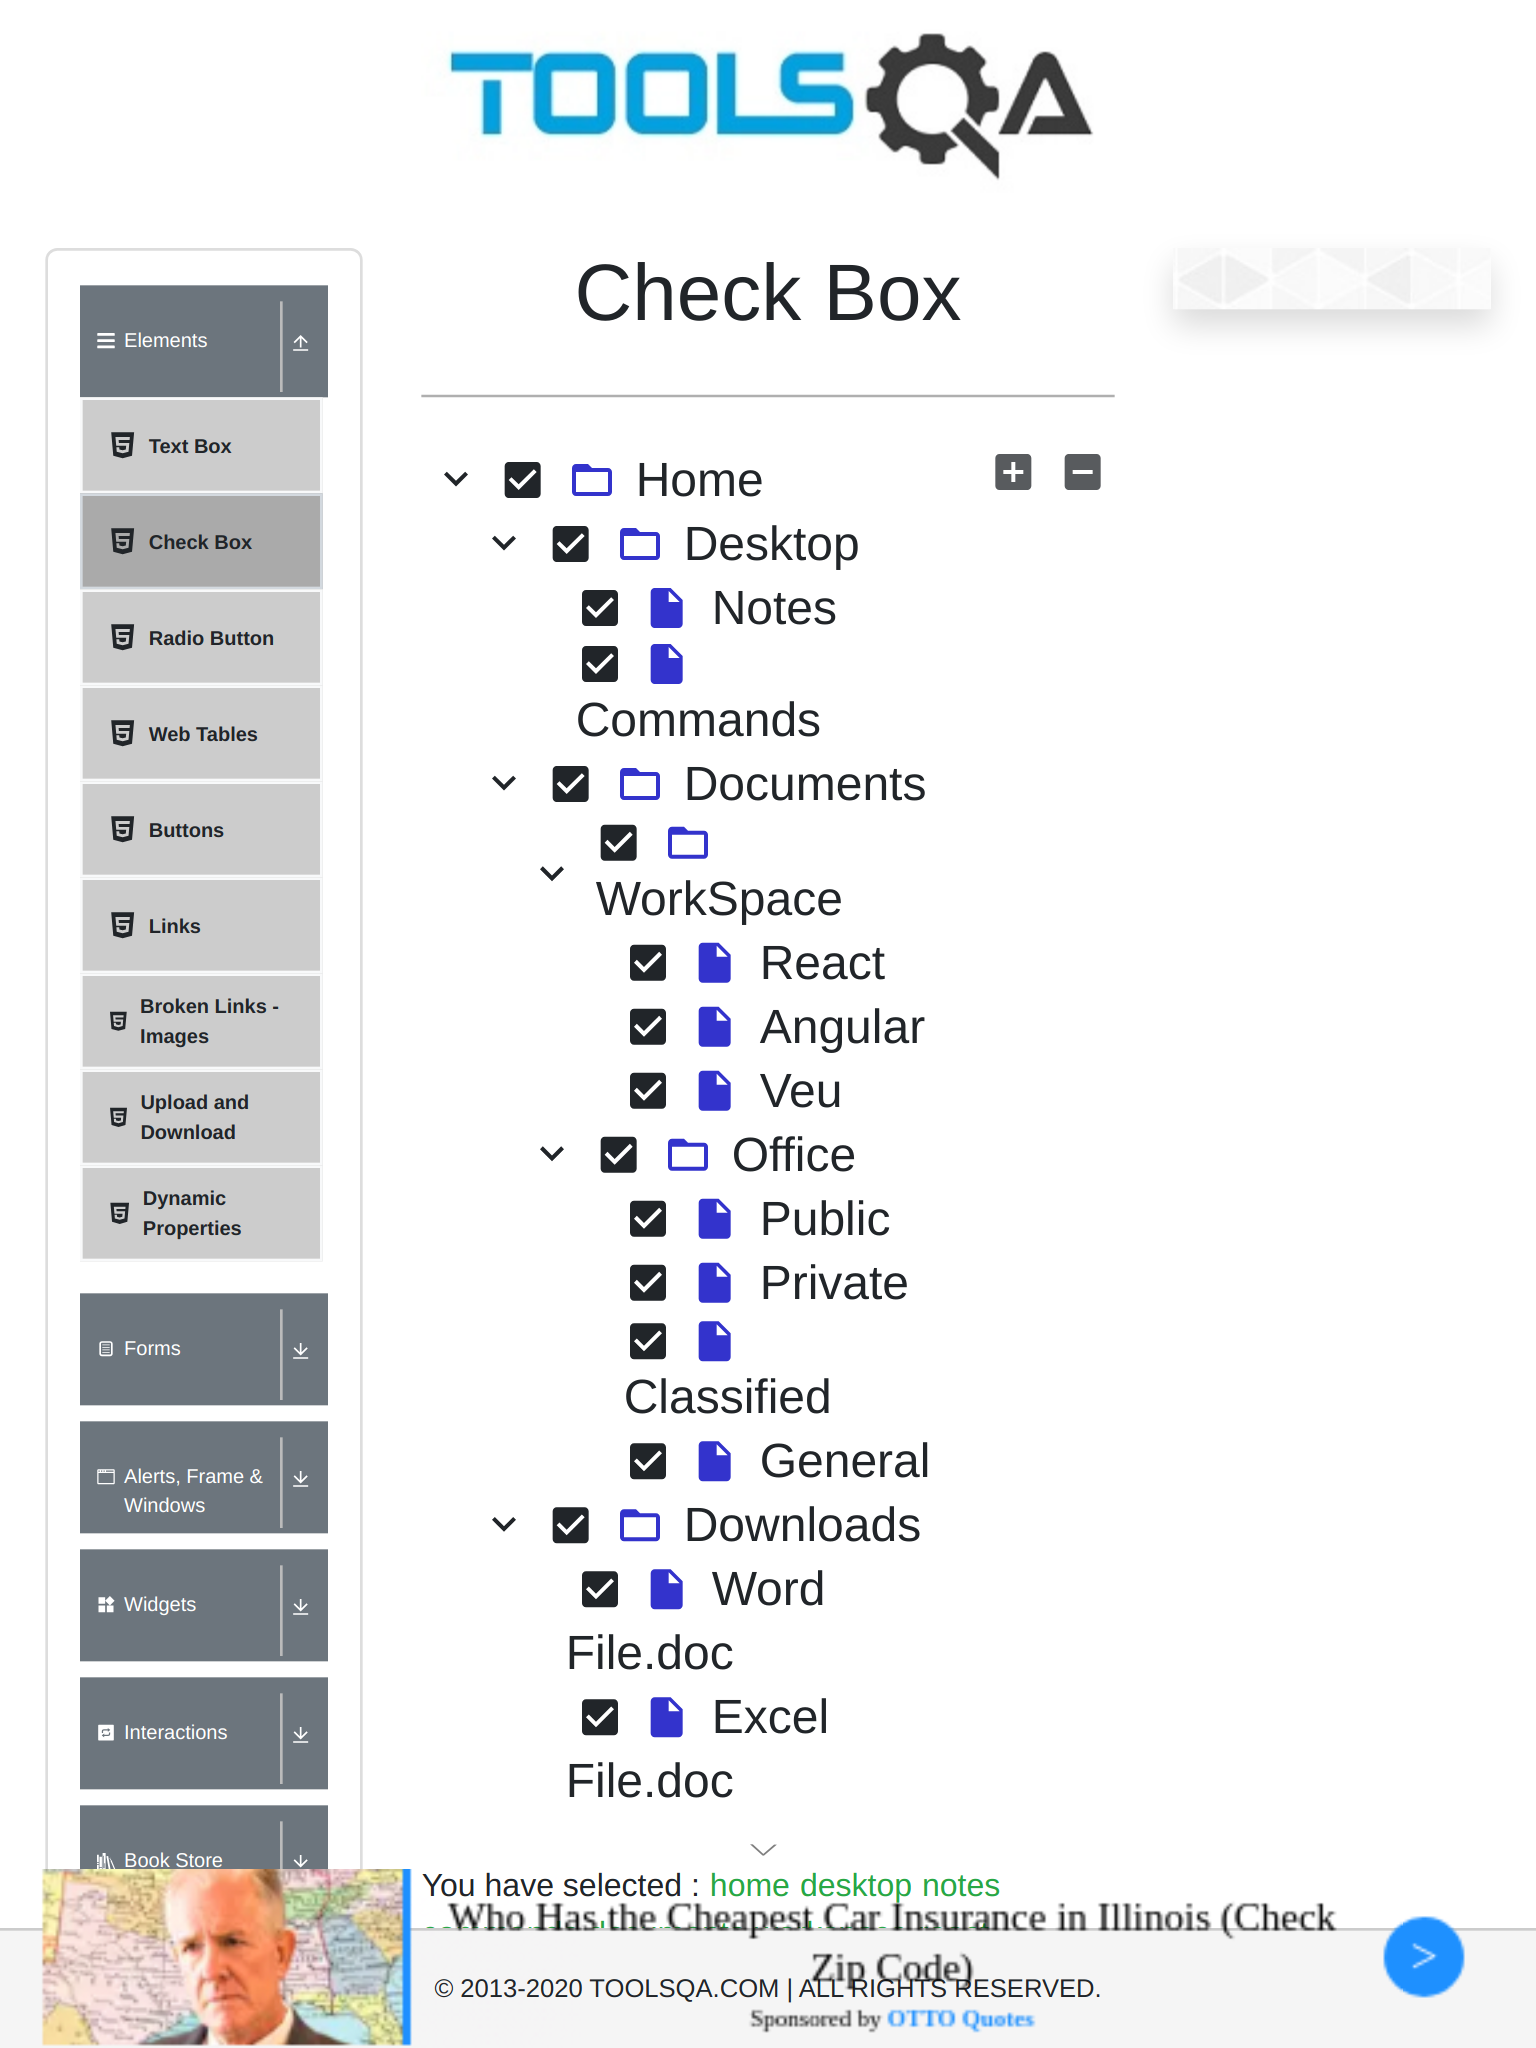 TOOLSQA
Check Box
Elements
Text Box
Check Box
Radio Button
Web Tables
Buttons
Links
Broken Links -
Images
Upload and
Download
Dynamic
Properties
Forms
Alerts, Frame &
Windows
Widgets
Interactions
Book Store
Home
Desktop
Notes
Commands
Documents
WorkSpace
React
Angular
Veu
Office
Public
Private
Classified
General
Downloads
Word
File.doc
Excel
File.doc
You have selected : home desktop notes
Who Has the Cheapest Car Insurance in Illinois (Check
Zip Code)
© 2013-2020 TOOLSQA.COM | ALL RIGHTS RESERVED.
Sponsored by OTTO Quotes